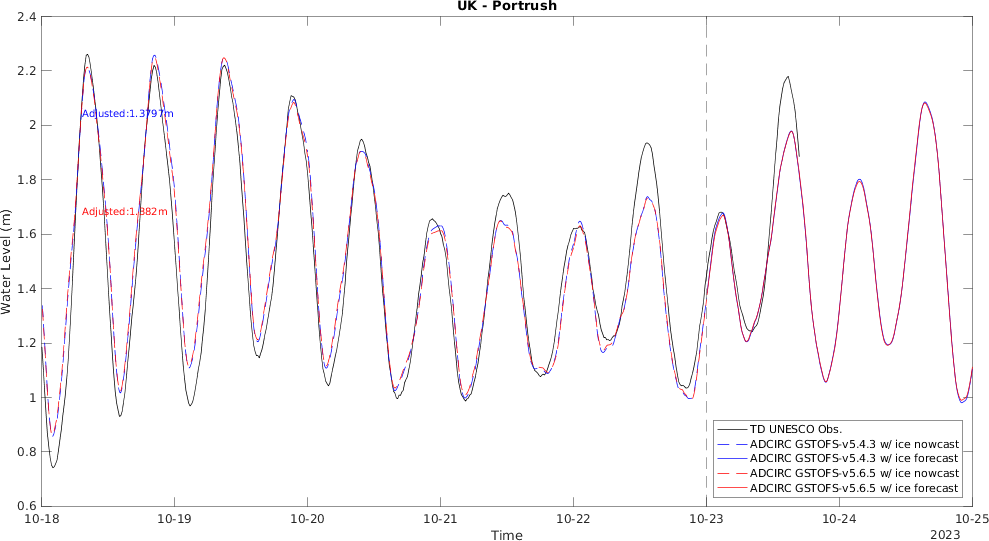 UK - Portrush
2.4
2.2
2
1.8
1.6
1.4
1.2
1
0.8
0.6
Water Level (m)
Adjusted:1.3797m
Adjusted:1.382m
TD UNESCO Obs.
ADCIRC GSTOFS-v5.4.3 w/ ice nowcast
ADCIRC GSTOFS-v5.4.3 w/ ice forecast
ADCIRC GSTOFS-v5.6.5 w/ ice nowcast
ADCIRC GSTOFS-v5.6.5 w/ ice forecast
10-18 10-19 10-20 10-21 10-22 10-23 10-24 10-25
Time
2023